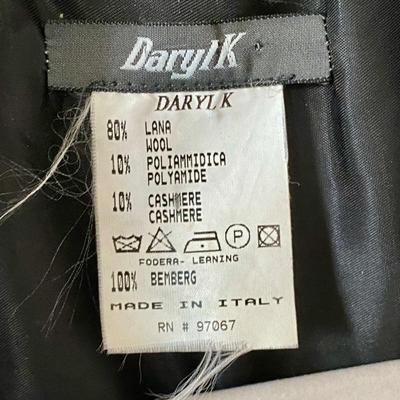 Daryl K
DARYL K
80% LANA
WOOL
10% POLIAMMIDICA
POLYAMIDE
10% CASHMERE
CASHMERE
P
FODERA- LEANING
100% BEMBERG
MADE IN ITALY
RN # 97067